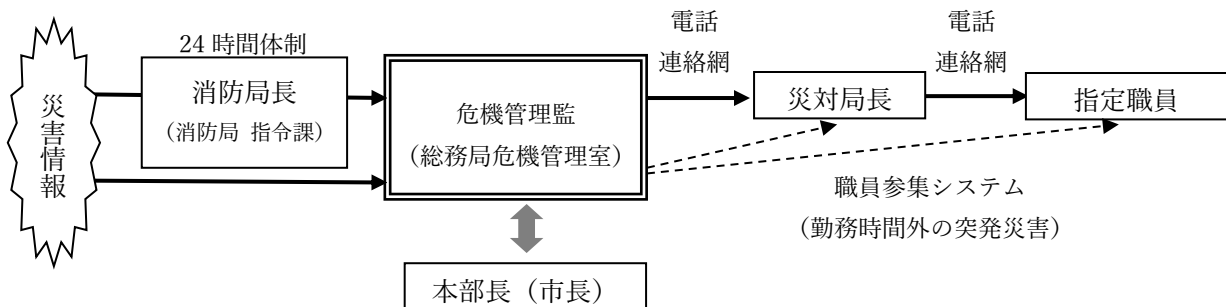 災害情報
24 時間体制
消防局長
（消防局 指令課）
危機管理監
（総務局危機管理室）
本部長（市長）
電話
連絡網
災対局長
電話
連絡網
指定職員
職員参集システム
（勤務時間外の突発災害）